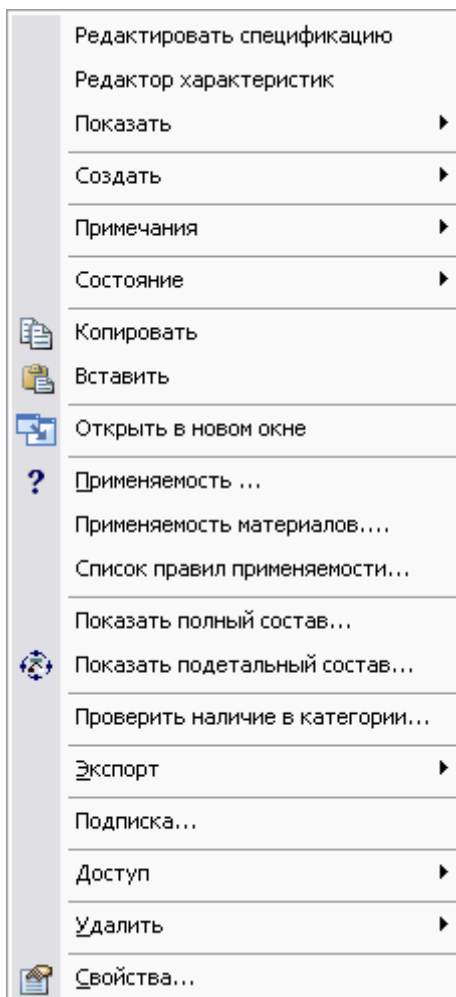 Редактировать спецификацию
Редактор характеристик
Показать
Создать
Примечания
Состояние
Копировать
Вставить
Открыть в новом окне
Применяемость ...
Применяемость материалов....
Список правил применяемости...
Показать полный состав...
Показать подетальный состав...
Проверить наличие в категории...
Экспорт
Подписка...
Доступ
Удалить
Свойства...